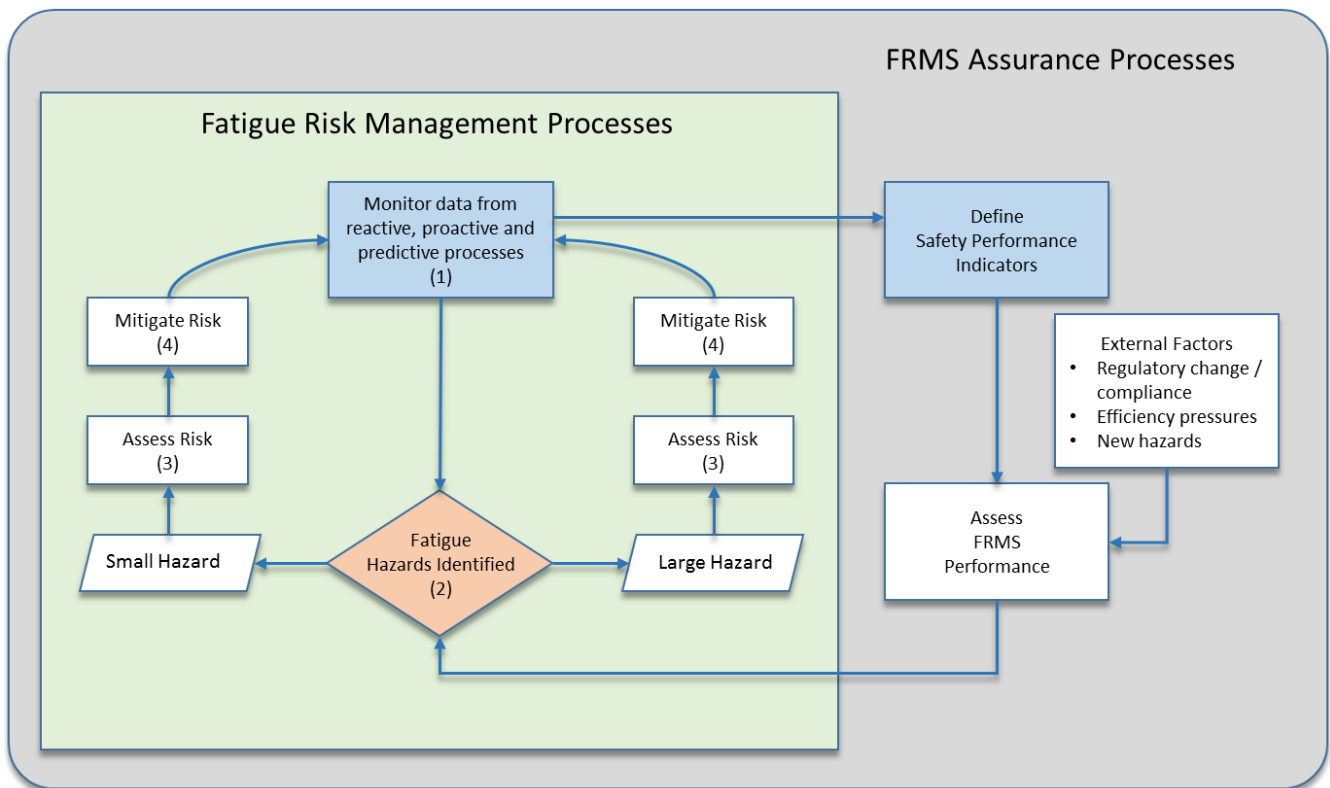 FRMS Assurance Processes
Fatigue Risk Management Processes
Monitor data from
reactive, proactive and
predictive processes
(1)
Define
Safety Performance
Indicators
Mitigate Risk
(4)
Mitigate Risk
(4)
External Factors
• Regulatory change /
compliance
• Efficiency pressures
• New hazards
Assess Risk
(3)
Assess Risk
(3)
Small Hazard
Fatigue
Hazards Identified
(2)
Large Hazard
Assess
FRMS
Performance